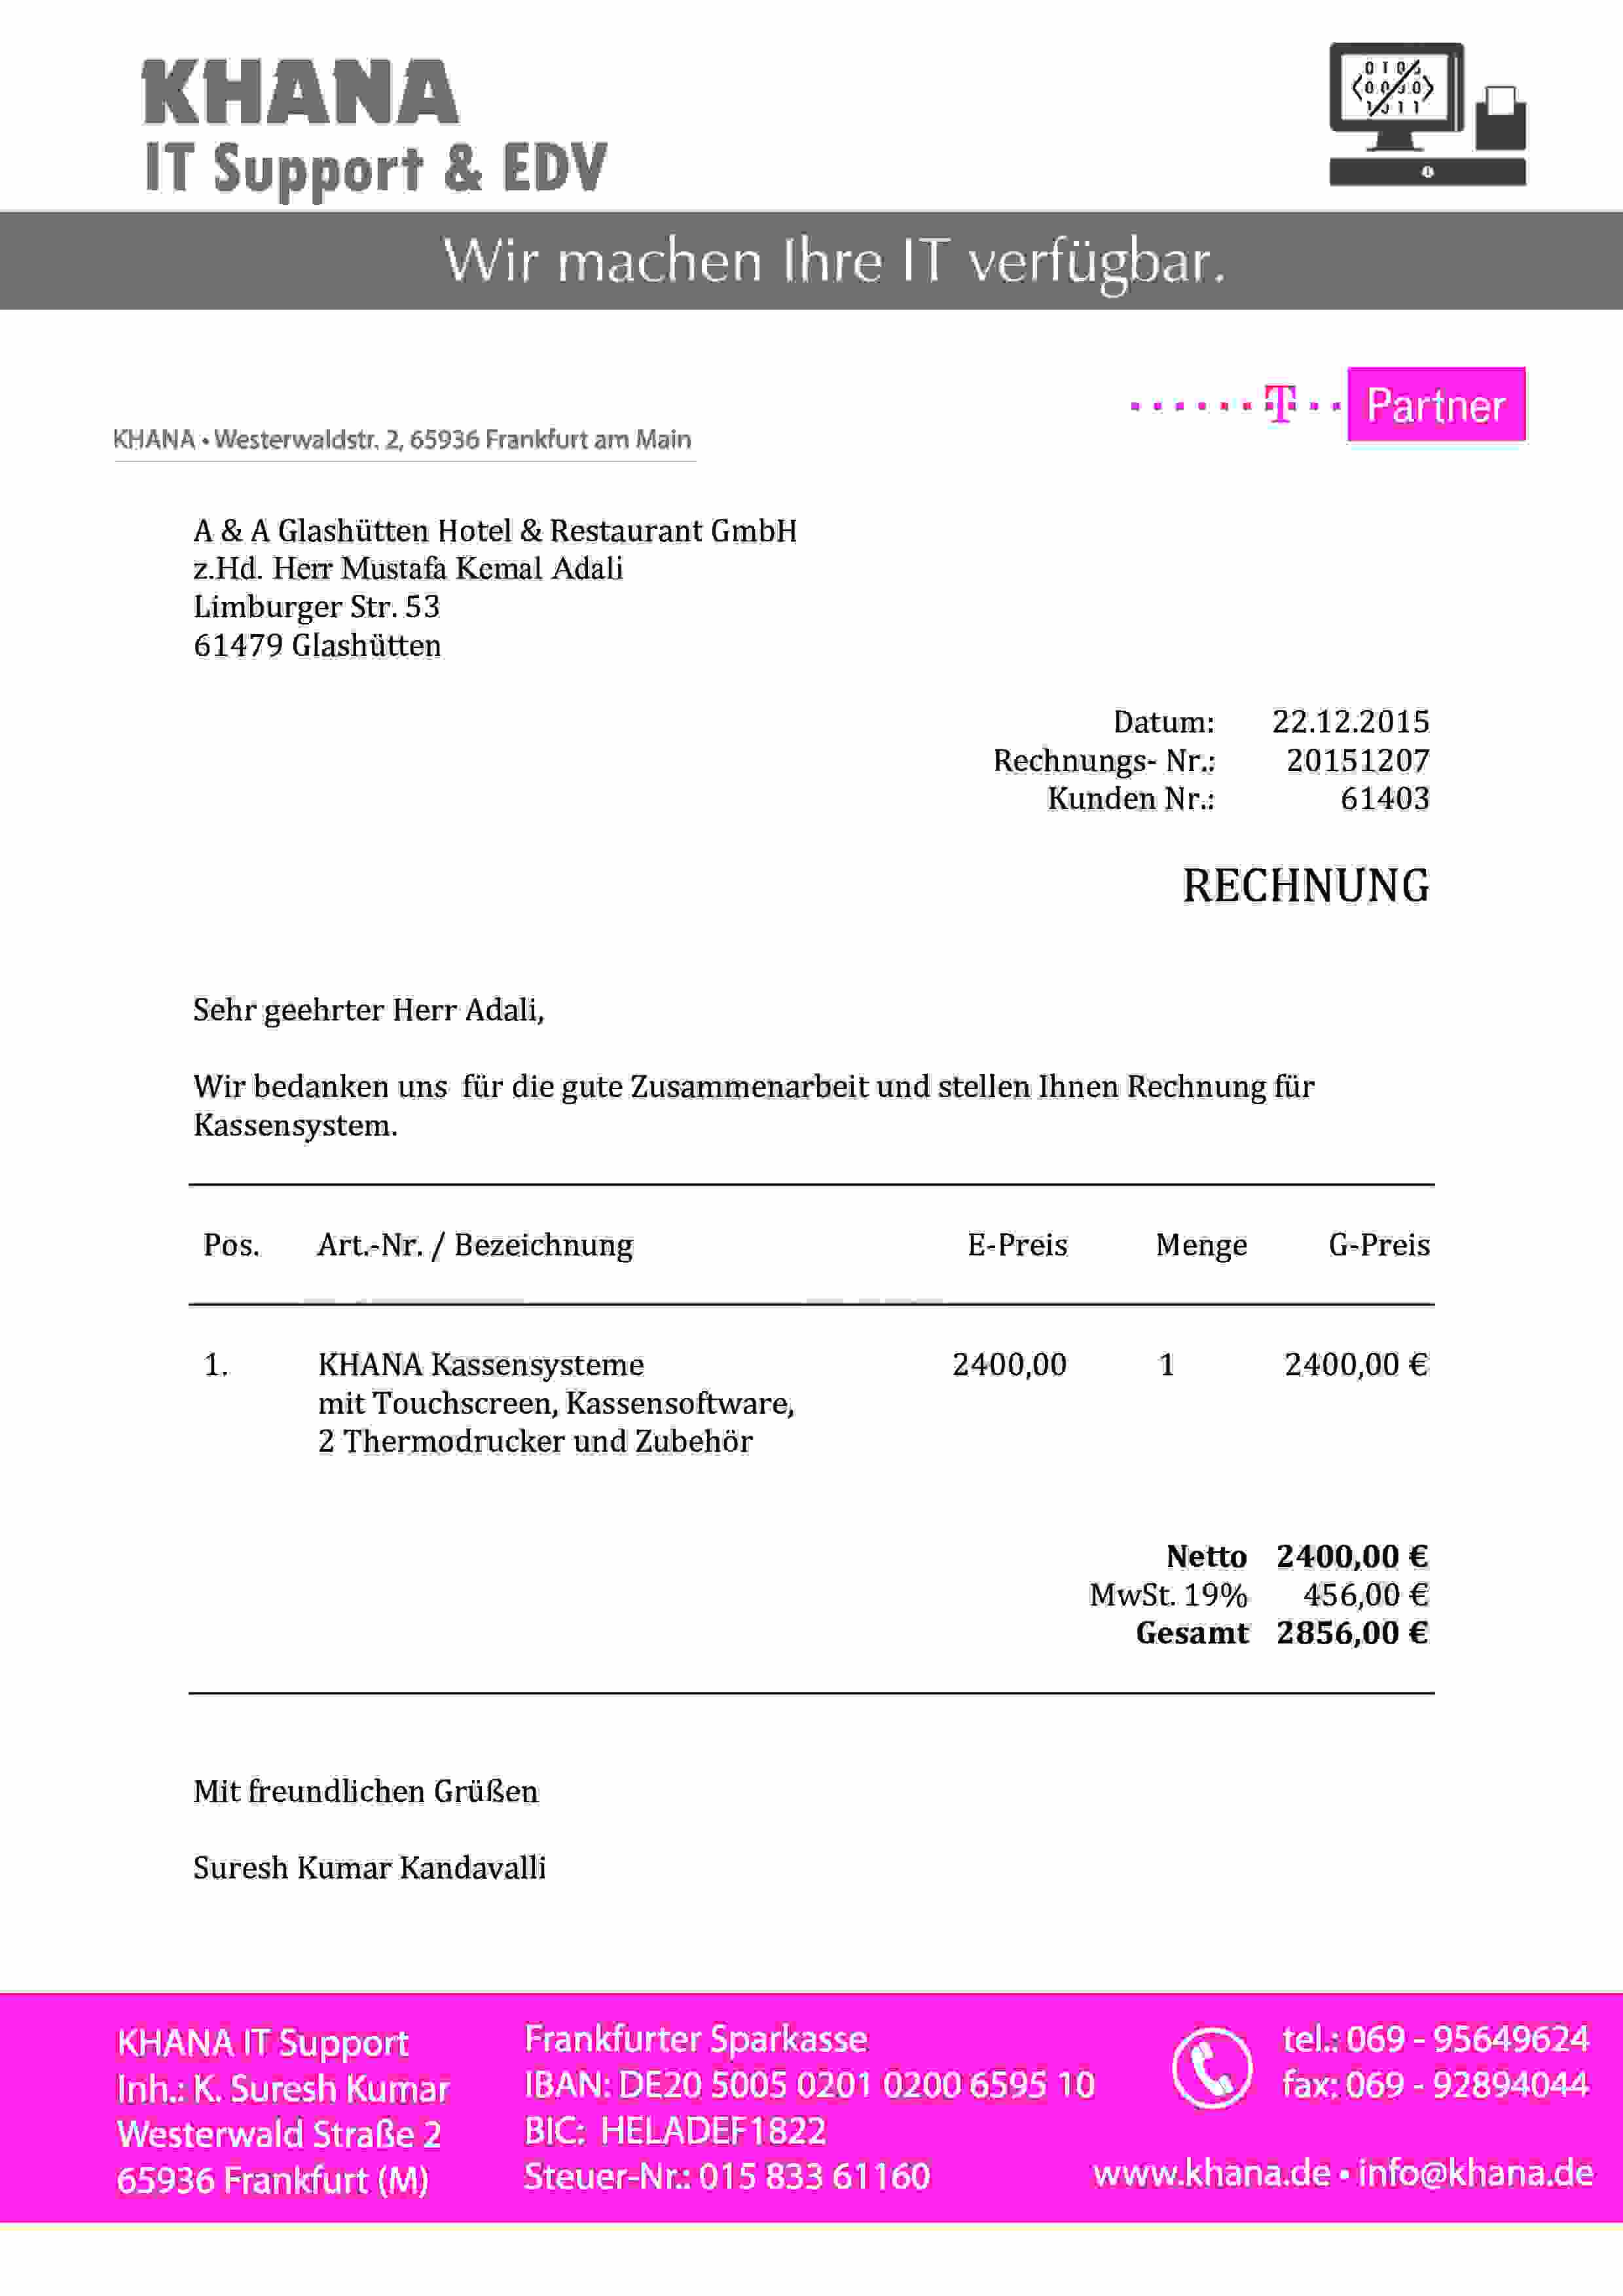 KHANA
IT Support & EDV
Wir machen Ihre IT verfügbar.
T Partner
KHANA • Westerwaldstr. 2, 65936 Frankfurt am Main
A & A Glashütten Hotel & Restaurant GmbH
z.Hd. Herr Mustafa Kemal Adali
Limburger Str. 53
61479 Glashütten
Datum: 22.12.2015
Rechnungs- Nr.: 20151207
Kunden Nr.: 61403
RECHNUNG
Sehr geehrter Herr Adali,
Wir bedanken uns für die gute Zusammenarbeit und stellen Ihnen Rechnung für
Kassensystem.
Pos. Art.-Nr. / Bezeichnung E-Preis Menge G-Preis
1. KHANA Kassensysteme 2400,00 1 2400,00 €
mit Touchscreen, Kassensoftware,
2 Thermodrucker und Zubehör
Netto 2400,00 €
MwSt. 19% 456,00 €
Gesamt 2856,00 €
Mit freundlichen Grüßen
Suresh Kumar Kandavalli
KHANA IT Support
Inh.: K. Suresh Kumar
Westerwald Straße 2
65936 Frankfurt (M)
Frankfurter Sparkasse
IBAN: DE20 5005 0201 0200 6595 10
BIC: HELADEF1822
Steuer-Nr.: 015 833 61160
tel.: 069 - 95649624
fax: 069 - 92894044
www.khana.de • info@khana.de